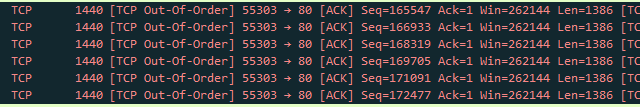 TCP 1440 [TCP Out-Of-Order] 55303 → 80 [ACK] Seq=165547 Ack=1 Win=262144 Len=1386 [TC
TCP 1440 [TCP Out-Of-Order] 55303 → 80 [ACK] Seq=166933 Ack=1 Win=262144 Len=1386 [TC
TCP 1440 [TCP Out-Of-Order] 55303 → 80 [ACK] Seq=168319 Ack=1 Win=262144 Len=1386 [TC
TCP 1440 [TCP Out-Of-Order] 55303 → 80 [ACK] Seq=169705 Ack=1 Win=262144 Len=1386 [TC
TCP 1440 [TCP Out-Of-Order] 55303 → 80 [ACK] Seq=171091 Ack=1 Win=262144 Len=1386 [TC
TCP 1440 [TCP Out-Of-Order] 55303 → 80 [ACK] Seq=172477 Ack=1 Win=262144 Len=1386 [TC